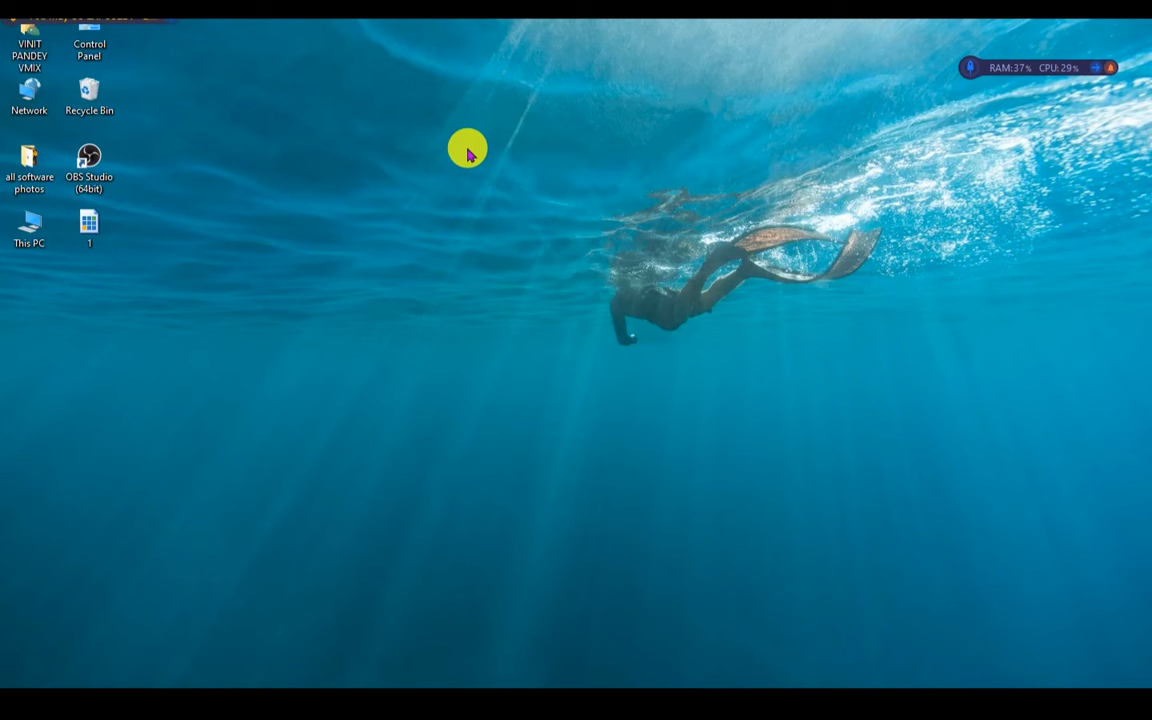 VINIT
PANDEY
VMIX
Control
Panel
Network
Recycle Bin
all software
photos
OBS Studio
(64bit)
This PC
1
RAM:37% CPU:29%